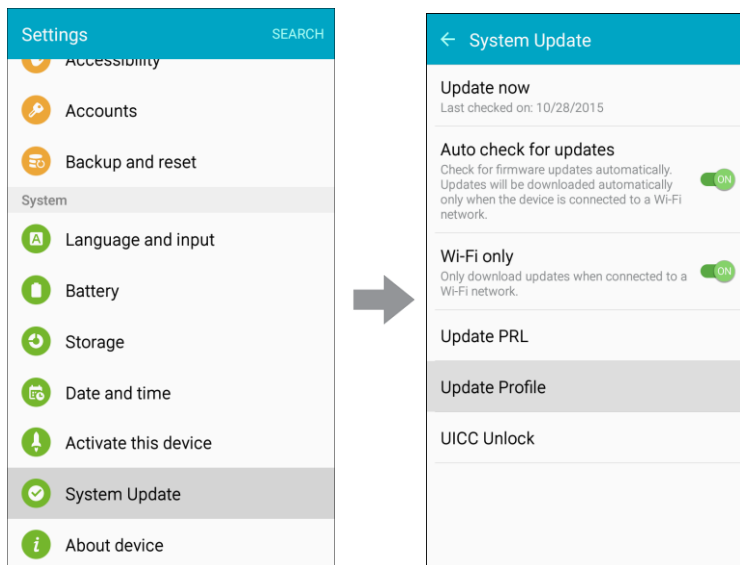 Settings
SEARCH
Accessibility
Accounts
Backup and reset
System
Language and input
Battery
Storage
Date and time
Activate this device
System Update
About device
System Update
Update now
Last checked on: 10/28/2015
Auto check for updates
Check for firmware updates automatically.
Updates will be downloaded automatically
only when the device is connected to a Wi-Fi
network.
ON
Wi-Fi only
Only download updates when connected to a
Wi-Fi network.
ON
Update PRL
Update Profile
UICC Unlock